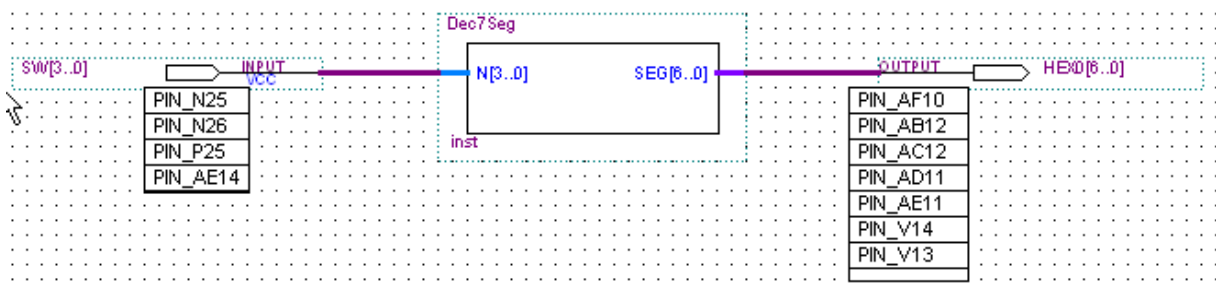 Dec7Seg
SW[3..0]
INPUT
VCC
N[3..0]
SEG[6..0]
OUTPUT
HEX0[6..0]
inst
PIN_N25
PIN_N26
PIN_P25
PIN_AE14
PIN_AF10
PIN_AB12
PIN_AC12
PIN_AD11
PIN_AE11
PIN_V14
PIN_V13